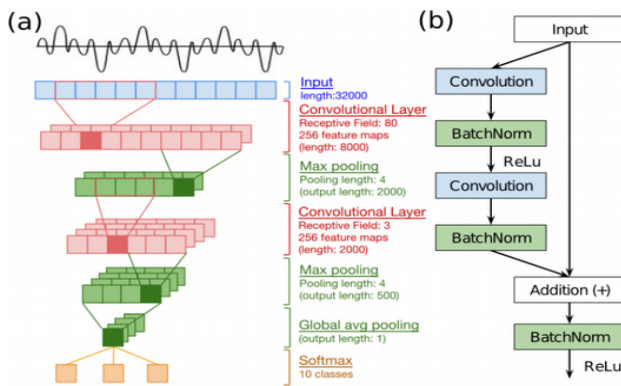 (a)
Input
length:32000
Convolutional Layer
Receptive Field: 80
256 feature maps
(length: 8000)
Max pooling
Pooling length: 4
(output length: 2000)
Convolutional Layer
Receptive Field: 3
256 feature maps
(length: 2000)
Max pooling
Pooling length: 4
(output length: 500)
Global avg pooling
(output length: 1)
Softmax
10 classes
(b)
Input
Convolution
BatchNorm
ReLu
Convolution
BatchNorm
Addition (+)
BatchNorm
ReLu